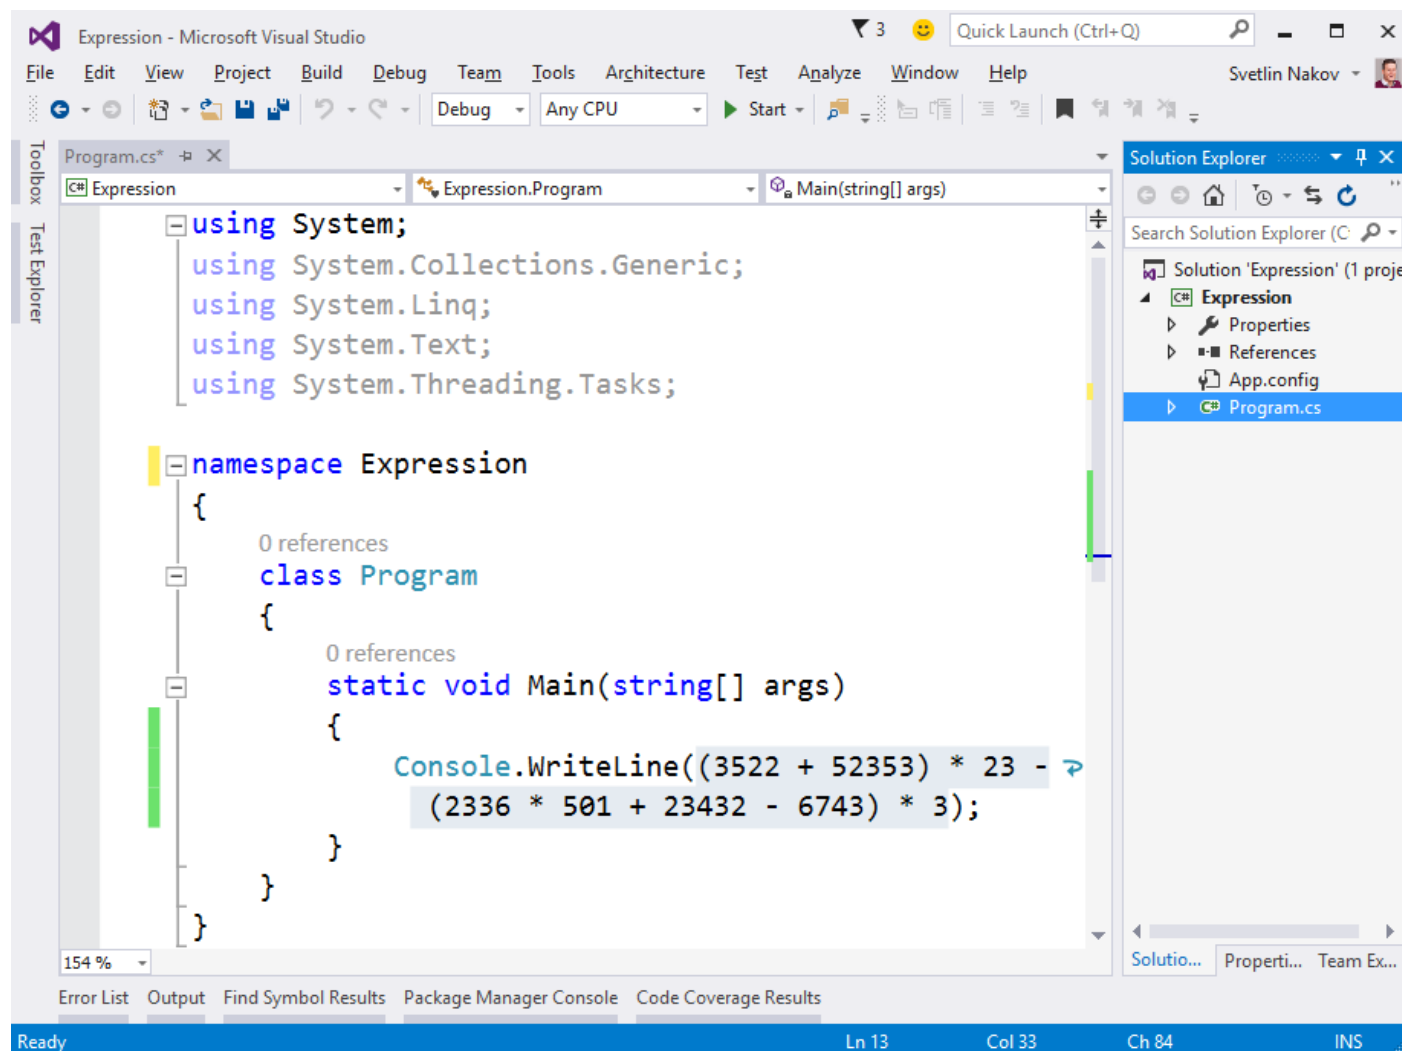 Expression - Microsoft Visual Studio
3
Quick Launch (Ctrl+Q)
File Edit View Project Build Debug Team Tools Architecture Test Analyze Window Help
Svetlin Nakov
Debug Any CPU Start
Toolbox
Test Explorer
Program.cs*
Expression
Expression.Program
Main(string[] args)
using System;
using System.Collections.Generic;
using System.Linq;
using System.Text;
using System.Threading.Tasks;
namespace Expression
{
0 references
class Program
{
0 references
static void Main(string[] args)
{
Console.WriteLine((3522 + 52353) * 23 -
(2336 * 501 + 23432 - 6743) * 3);
}
}
}
154 %
Solution Explorer
Search Solution Explorer (C
Solution 'Expression' (1 proje
C# Expression
Properties
References
App.config
C# Program.cs
Solutio... Properti... Team Ex...
Error List Output Find Symbol Results Package Manager Console Code Coverage Results
Ready Ln 13 Col 33 Ch 84 INS